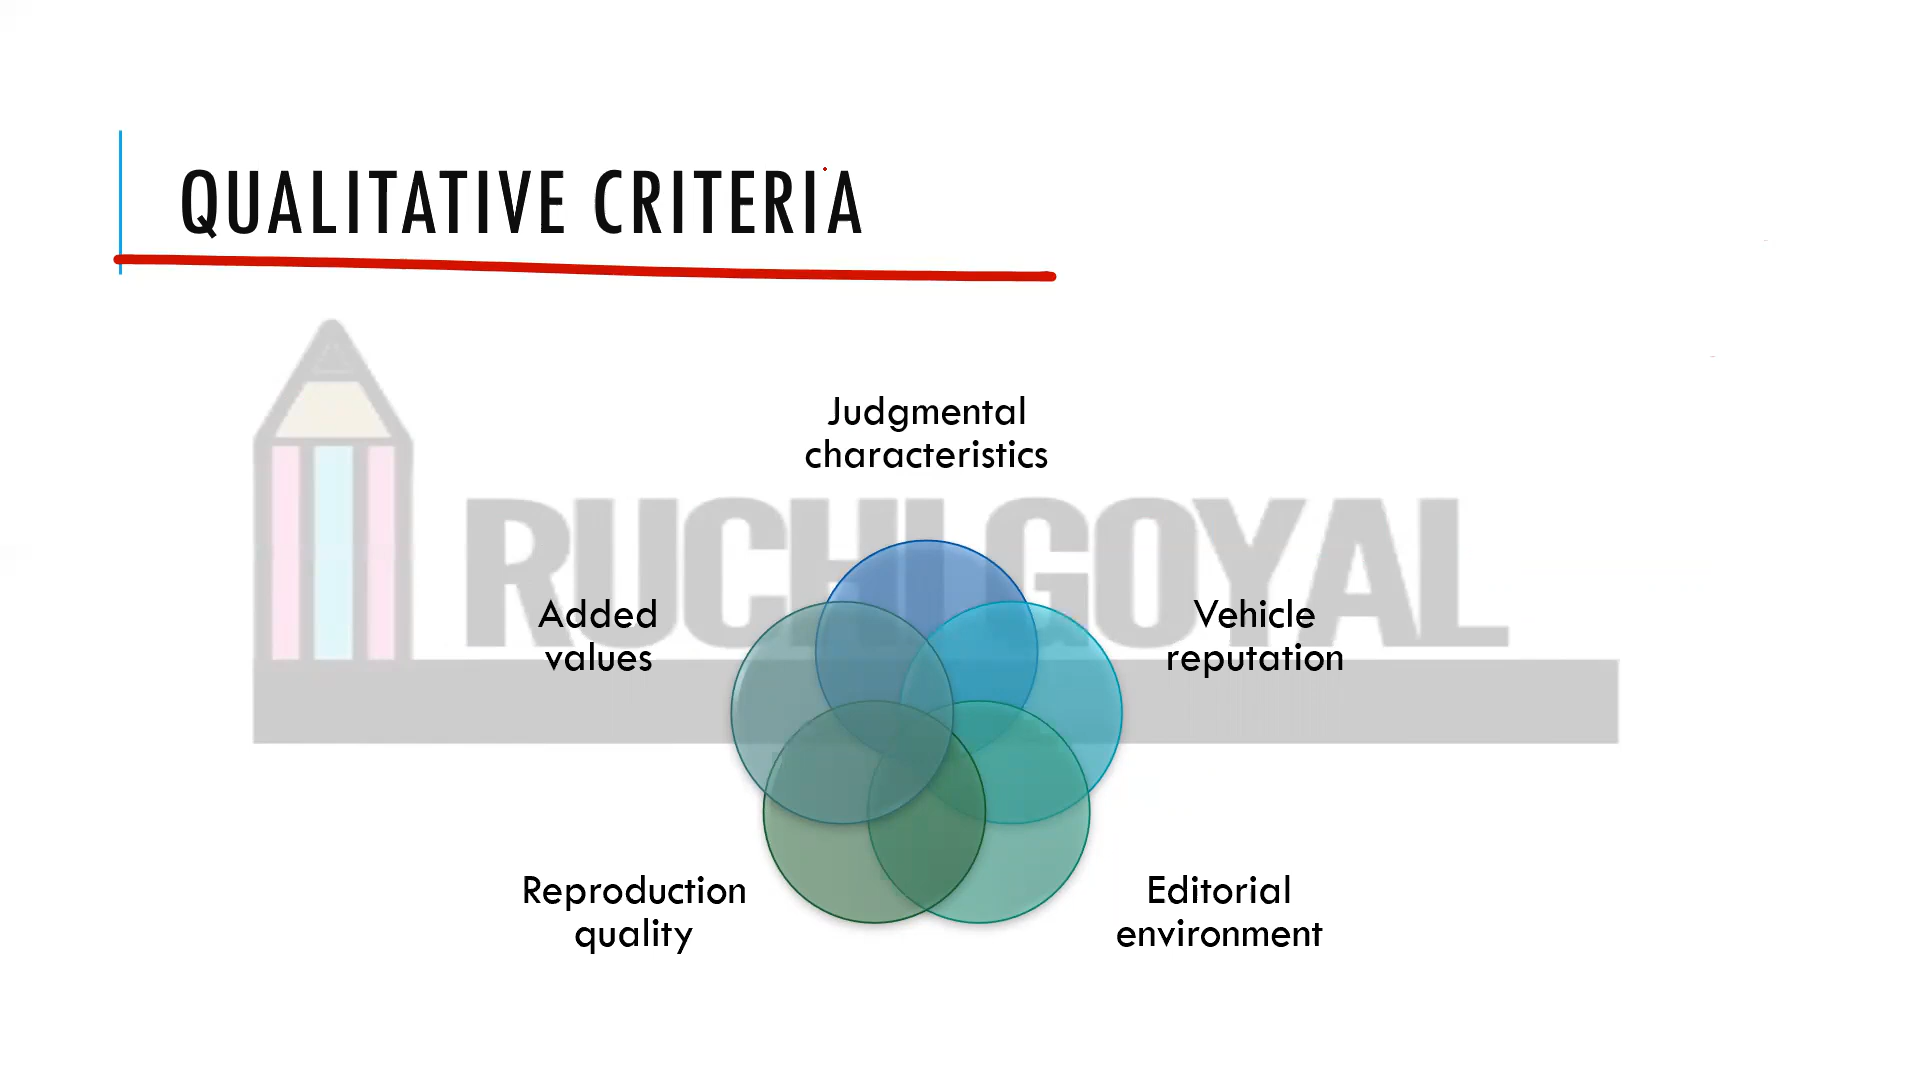 QUALITATIVE CRITERIA
Judgmental
characteristics
RUCHI GOYAL
Added
values
Vehicle
reputation
Reproduction
quality
Editorial
environment